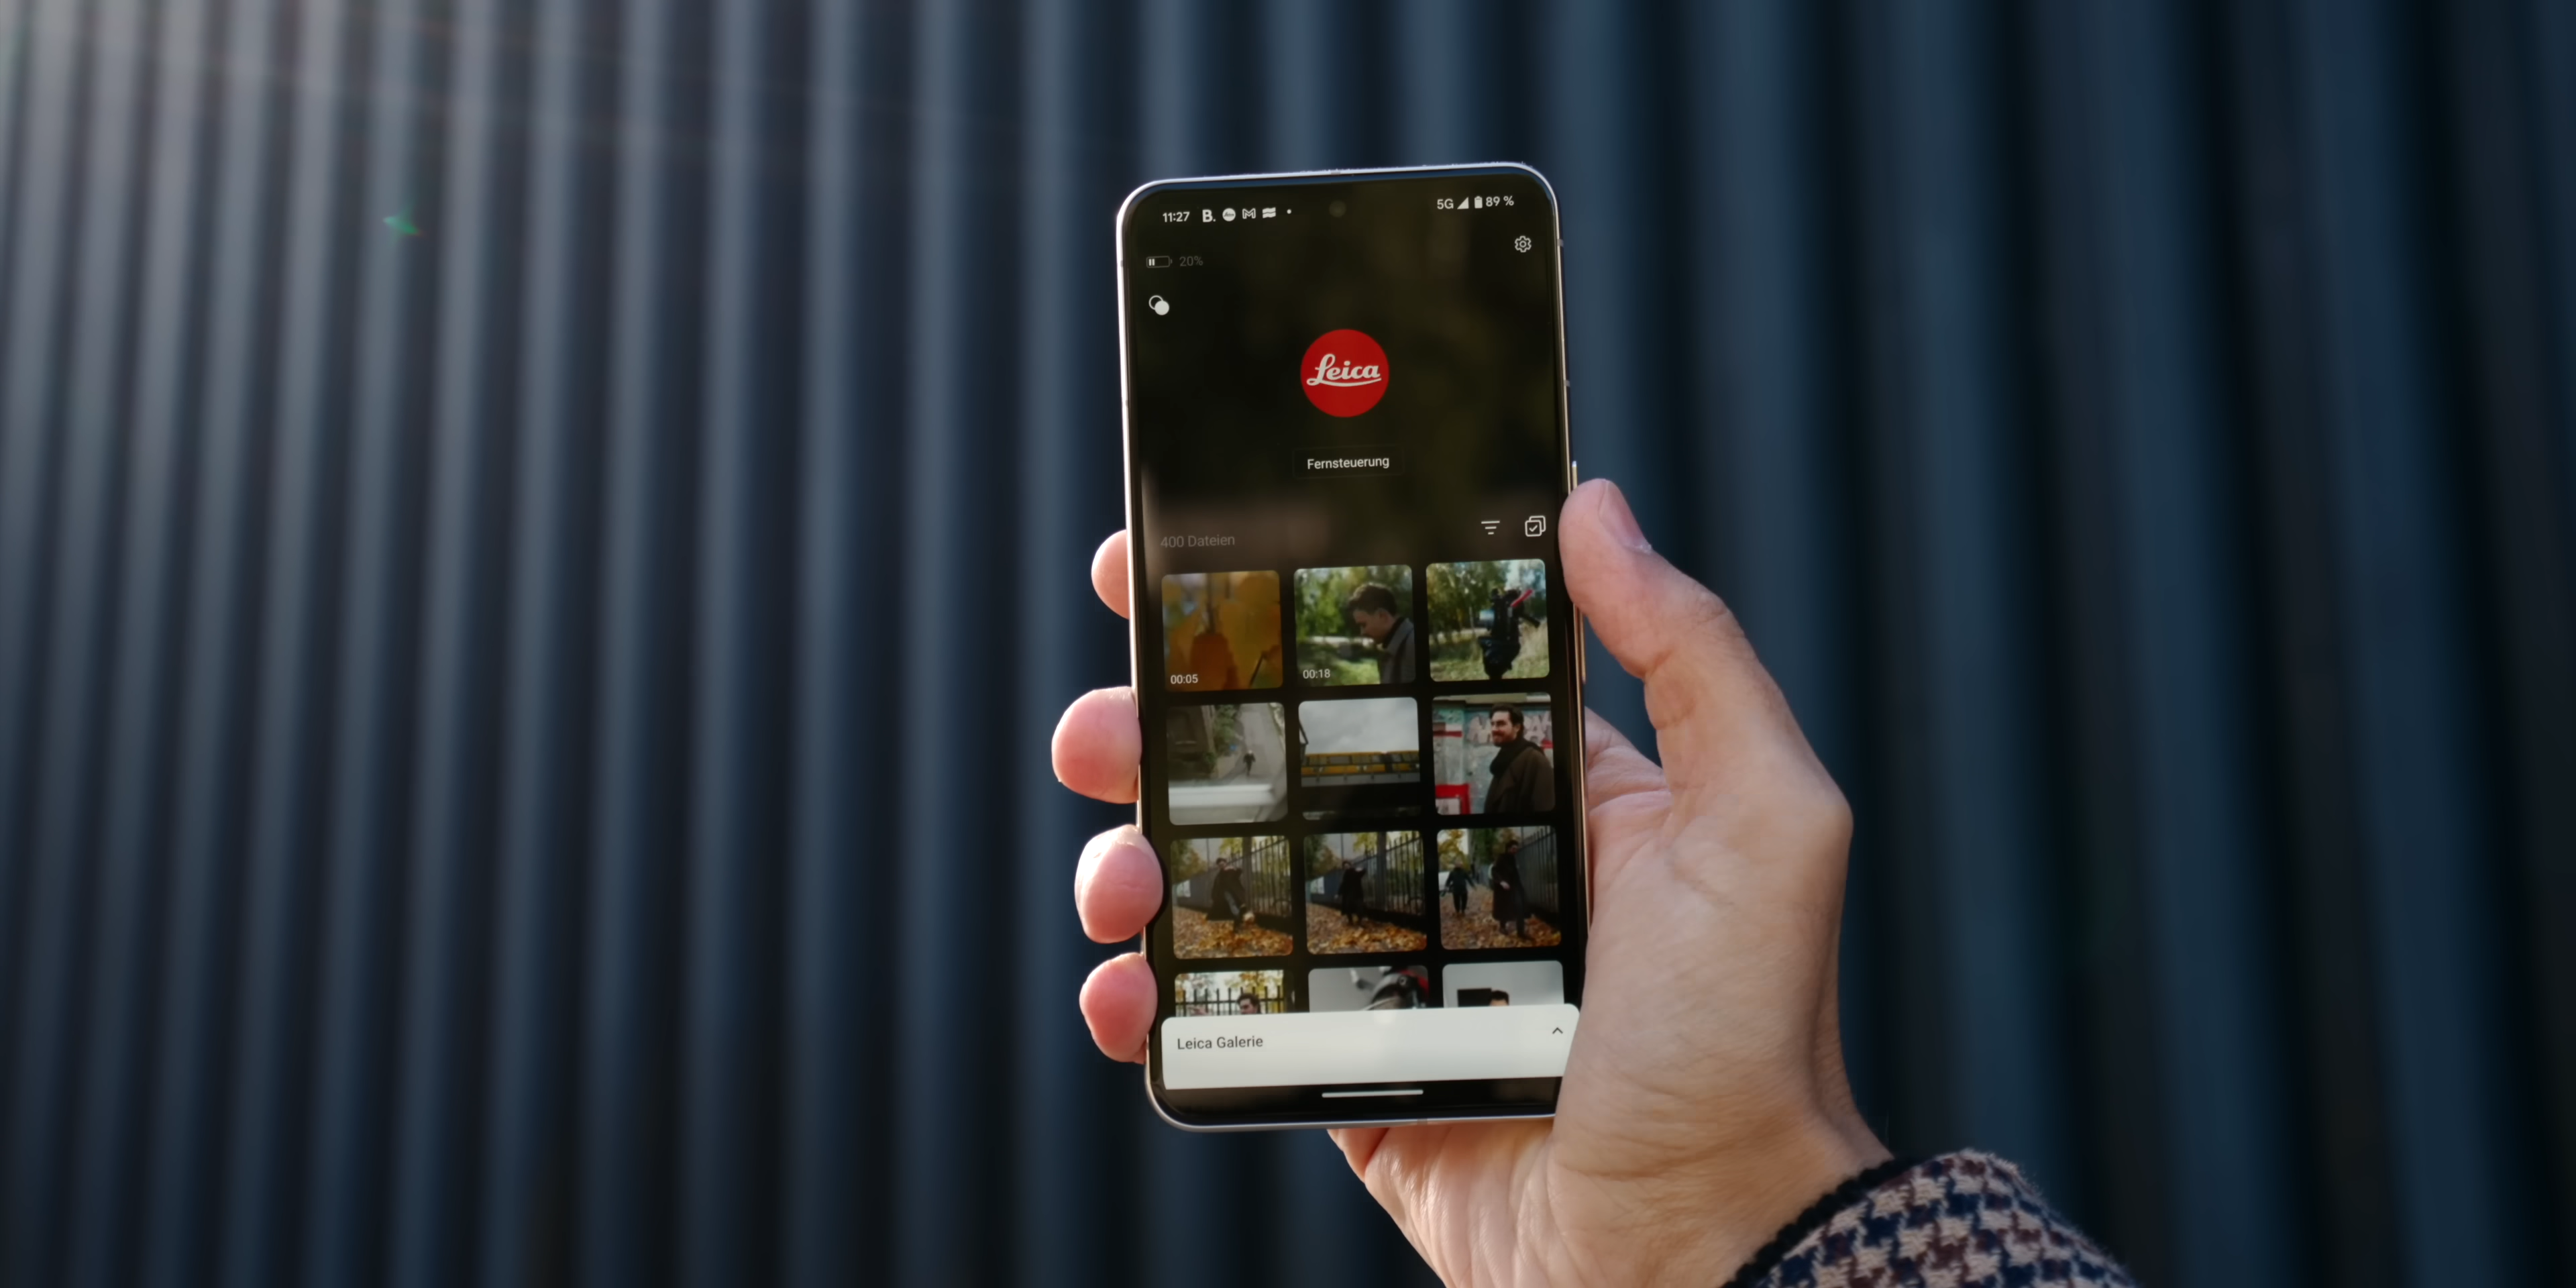 11:27 B. 5G 89 %
20%
Leica
Fernsteuerung
400 Dateien
00:05 00:18
Leica Galerie